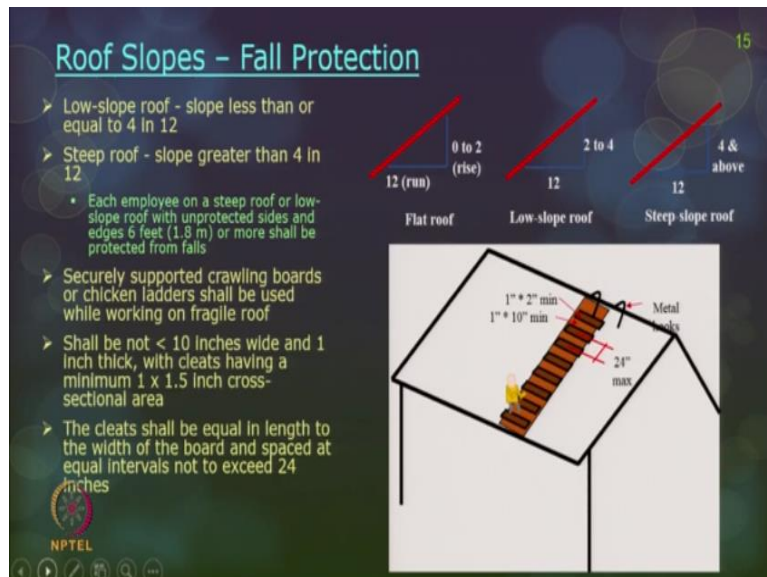 15
Roof Slopes – Fall Protection
Low-slope roof - slope less than or
equal to 4 in 12
Steep roof - slope greater than 4 in
12
Each employee on a steep roof or low-
slope roof with unprotected sides and
edges 6 feet (1.8 m) or more shall be
protected from falls
Securely supported crawling boards
or chicken ladders shall be used
while working on fragile roof
Shall be not < 10 inches wide and 1
inch thick, with cleats having a
minimum 1 x 1.5 inch cross-
sectional area
The cleats shall be equal in length to
the width of the board and spaced at
equal intervals not to exceed 24
inches
NPTEL
0 to 2
(rise)
12 (run)
Flat roof
2 to 4
12
Low-slope roof
4 &
above
12
Steep slope roof
1" * 2" min
1" * 10" min
Metal
hooks
24"
max